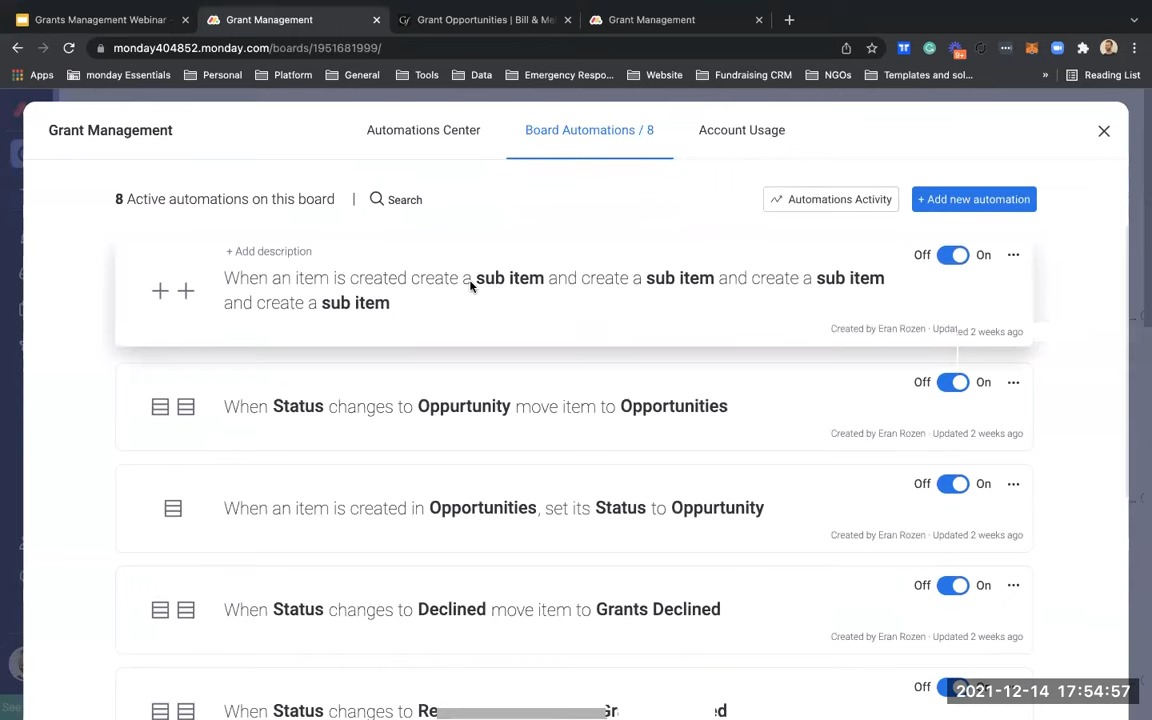 Grants Management Webinar
Grant Management
Grant Opportunities | Bill & Me
Grant Management
monday404852.monday.com/boards/1951681999/
Apps
monday Essentials
Personal
Platform
General
Tools
Data
Emergency Respo...
Website
Fundraising CRM
NGOs
Templates and sol...
»
Reading List
Grant Management
Automations Center
Board Automations / 8
Account Usage
8 Active automations on this board | Search
Automations Activity
+ Add new automation
+ Add description
Off On
When an item is created create a sub item and create a sub item and create a sub item
and create a sub item
Created by Eran Rozen · Updated 2 weeks ago
Off On
When Status changes to Oppurtunity move item to Opportunities
Created by Eran Rozen · Updated 2 weeks ago
Off On
When an item is created in Opportunities, set its Status to Oppurtunity
Created by Eran Rozen · Updated 2 weeks ago
Off On
When Status changes to Declined move item to Grants Declined
Created by Eran Rozen · Updated 2 weeks ago
Off
2021-12-14 17:54:57
When Status changes to
See